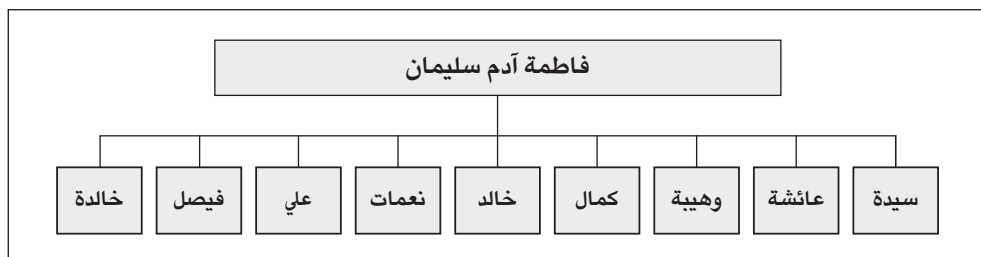 فاطمة آدم سليمان
سيدة
عائشة
وهيبة
كمال
خالد
نعمات
علي
فيصل
خالدة